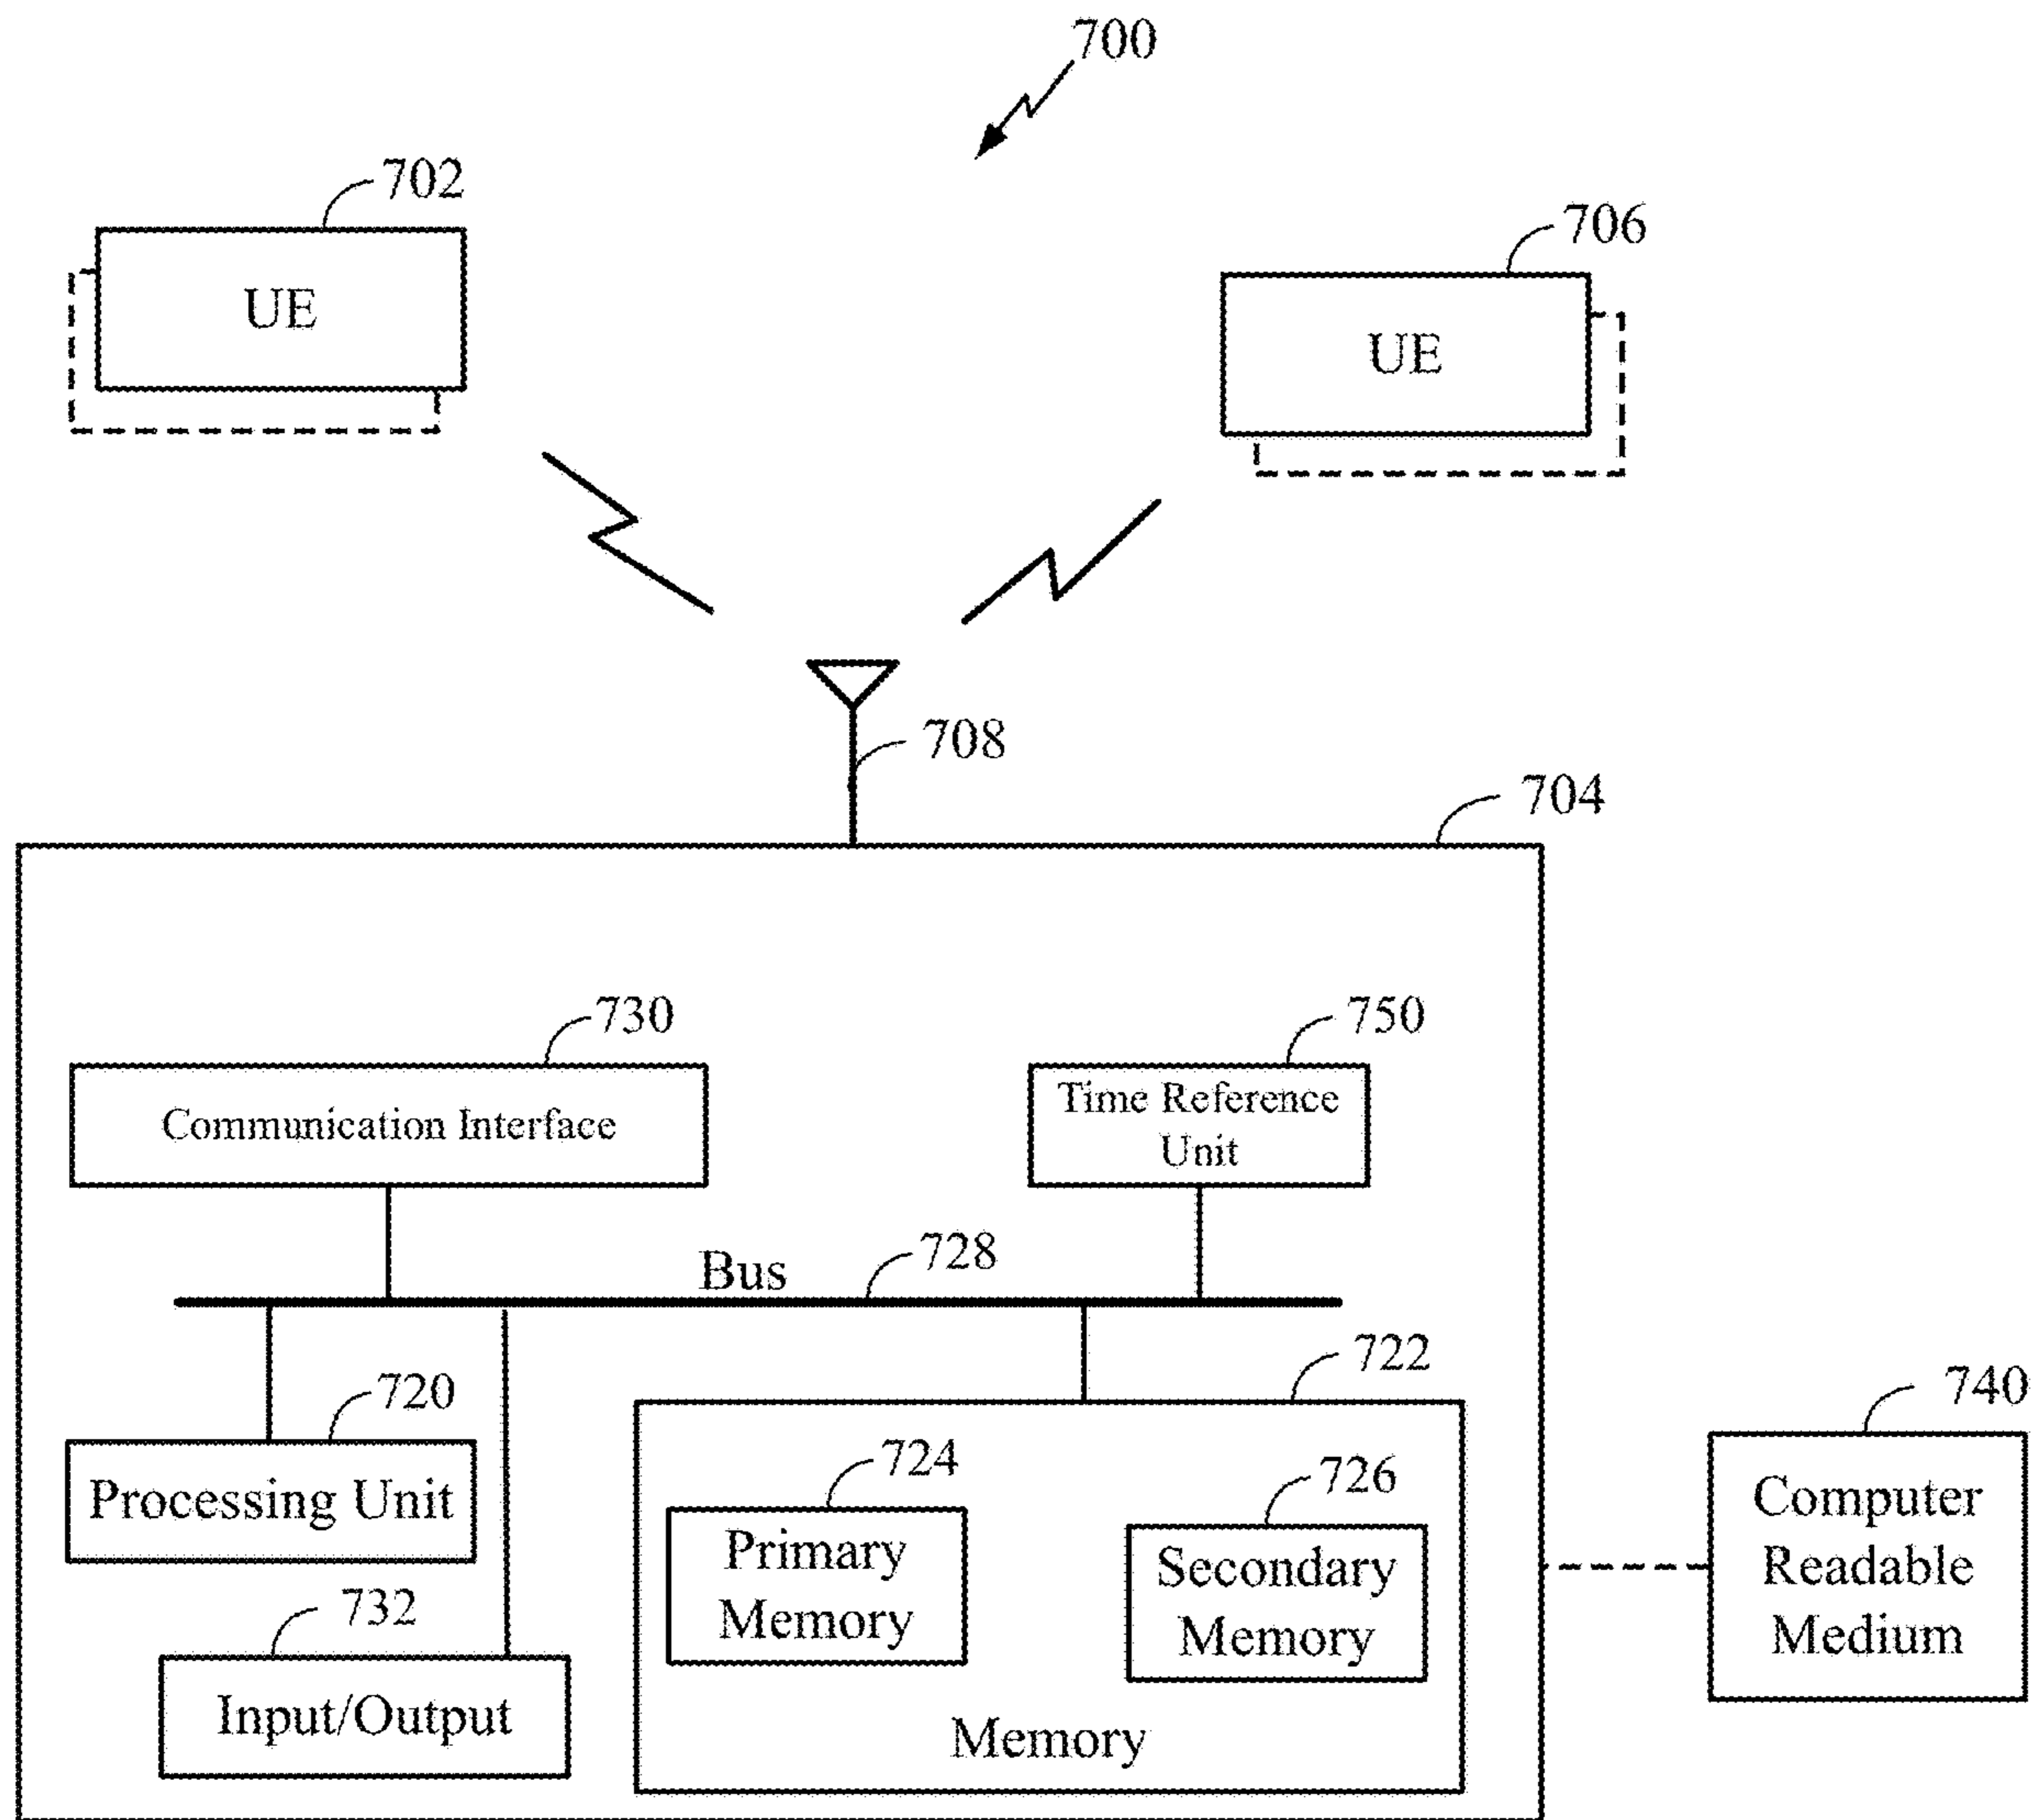 700
702
706
UE
UE
708
704
730
750
Communication Interface
Time Reference
Unit
Bus
728
722
720
740
724
726
Processing Unit
Computer
Readable
Medium
Primary
Memory
Secondary
Memory
732
Input/Output
Memory